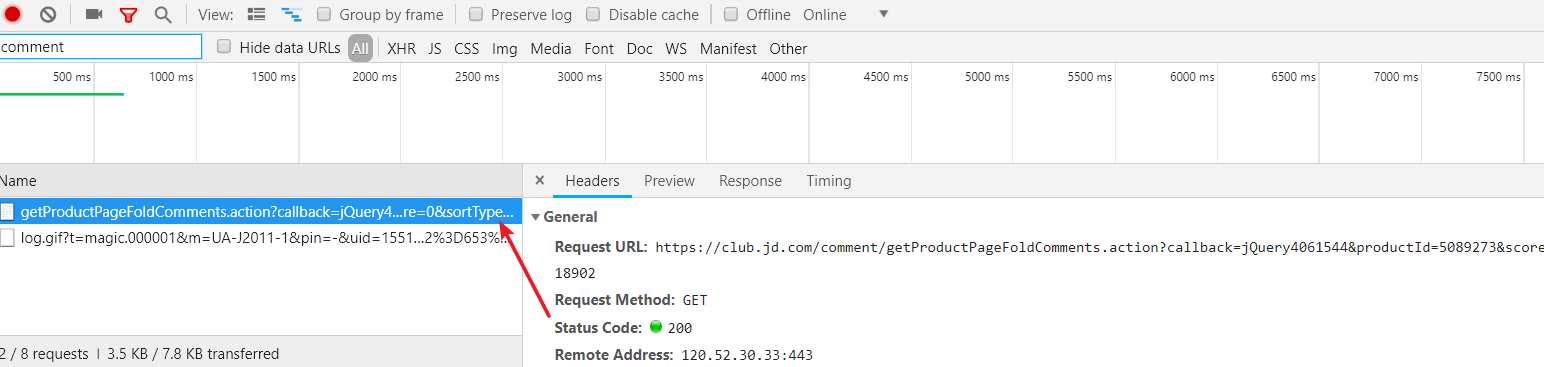 View: Group by frame Preserve log Disable cache Offline Online
comment Hide data URLs All XHR JS CSS Img Media Font Doc WS Manifest Other
500 ms 1000 ms 1500 ms 2000 ms 2500 ms 3000 ms 3500 ms 4000 ms 4500 ms 5000 ms 5500 ms 6000 ms 6500 ms 7000 ms 7500 ms
Name
getProductPageFoldComments.action?callback=jQuery4...re=0&sortType...
log.gif?t=magic.000001&m=UA-J2011-1&pin=-&uid=1551...2%3D653%...
2 / 8 requests | 3.5 KB / 7.8 KB transferred
× Headers Preview Response Timing
General
Request URL: https://club.jd.com/comment/getProductPageFoldComments.action?callback=jQuery4061544&productId=5089273&score
18902
Request Method: GET
Status Code: 200
Remote Address: 120.52.30.33:443